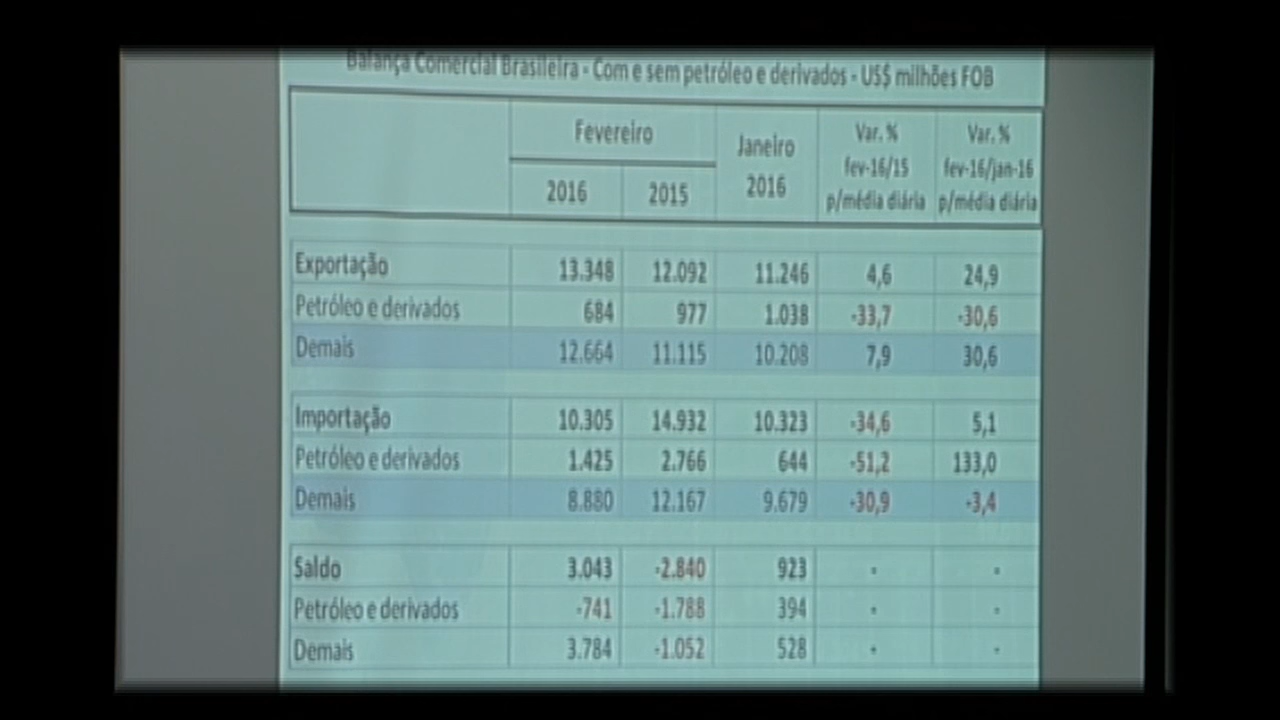 Balança Comercial Brasileira - Com e sem petróleo e derivados - US$ milhões FOB
Fevereiro
Janeiro 2016
Var. % fev-16/15 p/média diária
Var. % fev-16/jan-16 p/média diária
2016 2015
Exportação 13.348 12.092 11.246 4,6 24,9
Petróleo e derivados 684 977 1.038 -33,7 -30,6
Demais 12.664 11.115 10.208 7,9 30,6
Importação 10.305 14.932 10.323 -34,6 5,1
Petróleo e derivados 1.425 2.766 644 -51,2 133,0
Demais 8.880 12.167 9.679 -30,9 -3,4
Saldo 3.043 -2.840 923 - -
Petróleo e derivados -741 -1.788 394 - -
Demais 3.784 -1.052 528 - -